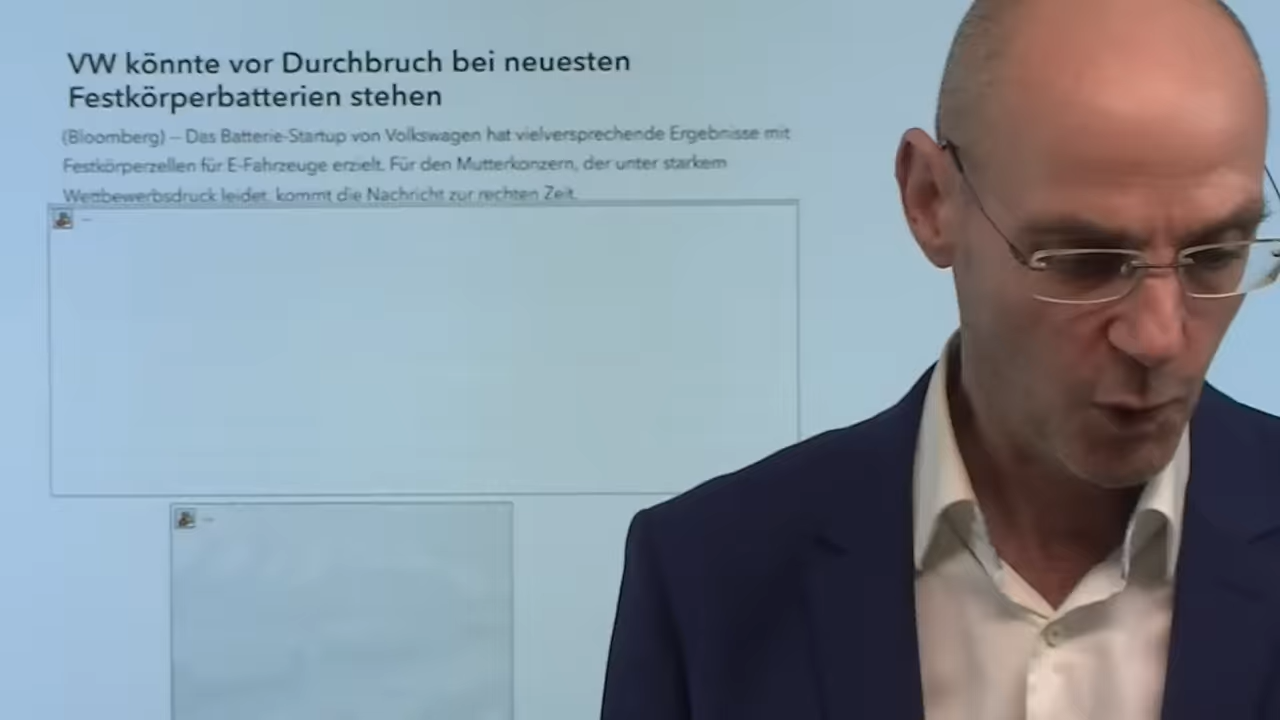 VW könnte vor Durchbruch bei neuesten
Festkörperbatterien stehen
(Bloomberg) – Das Batterie-Startup von Volkswagen hat vielversprechende Ergebnisse mit
Festkörperzellen für E-Fahrzeuge erzielt. Für den Mutterkonzern, der unter starkem
Wettbewerbsdruck leidet, kommt die Nachricht zur rechten Zeit.